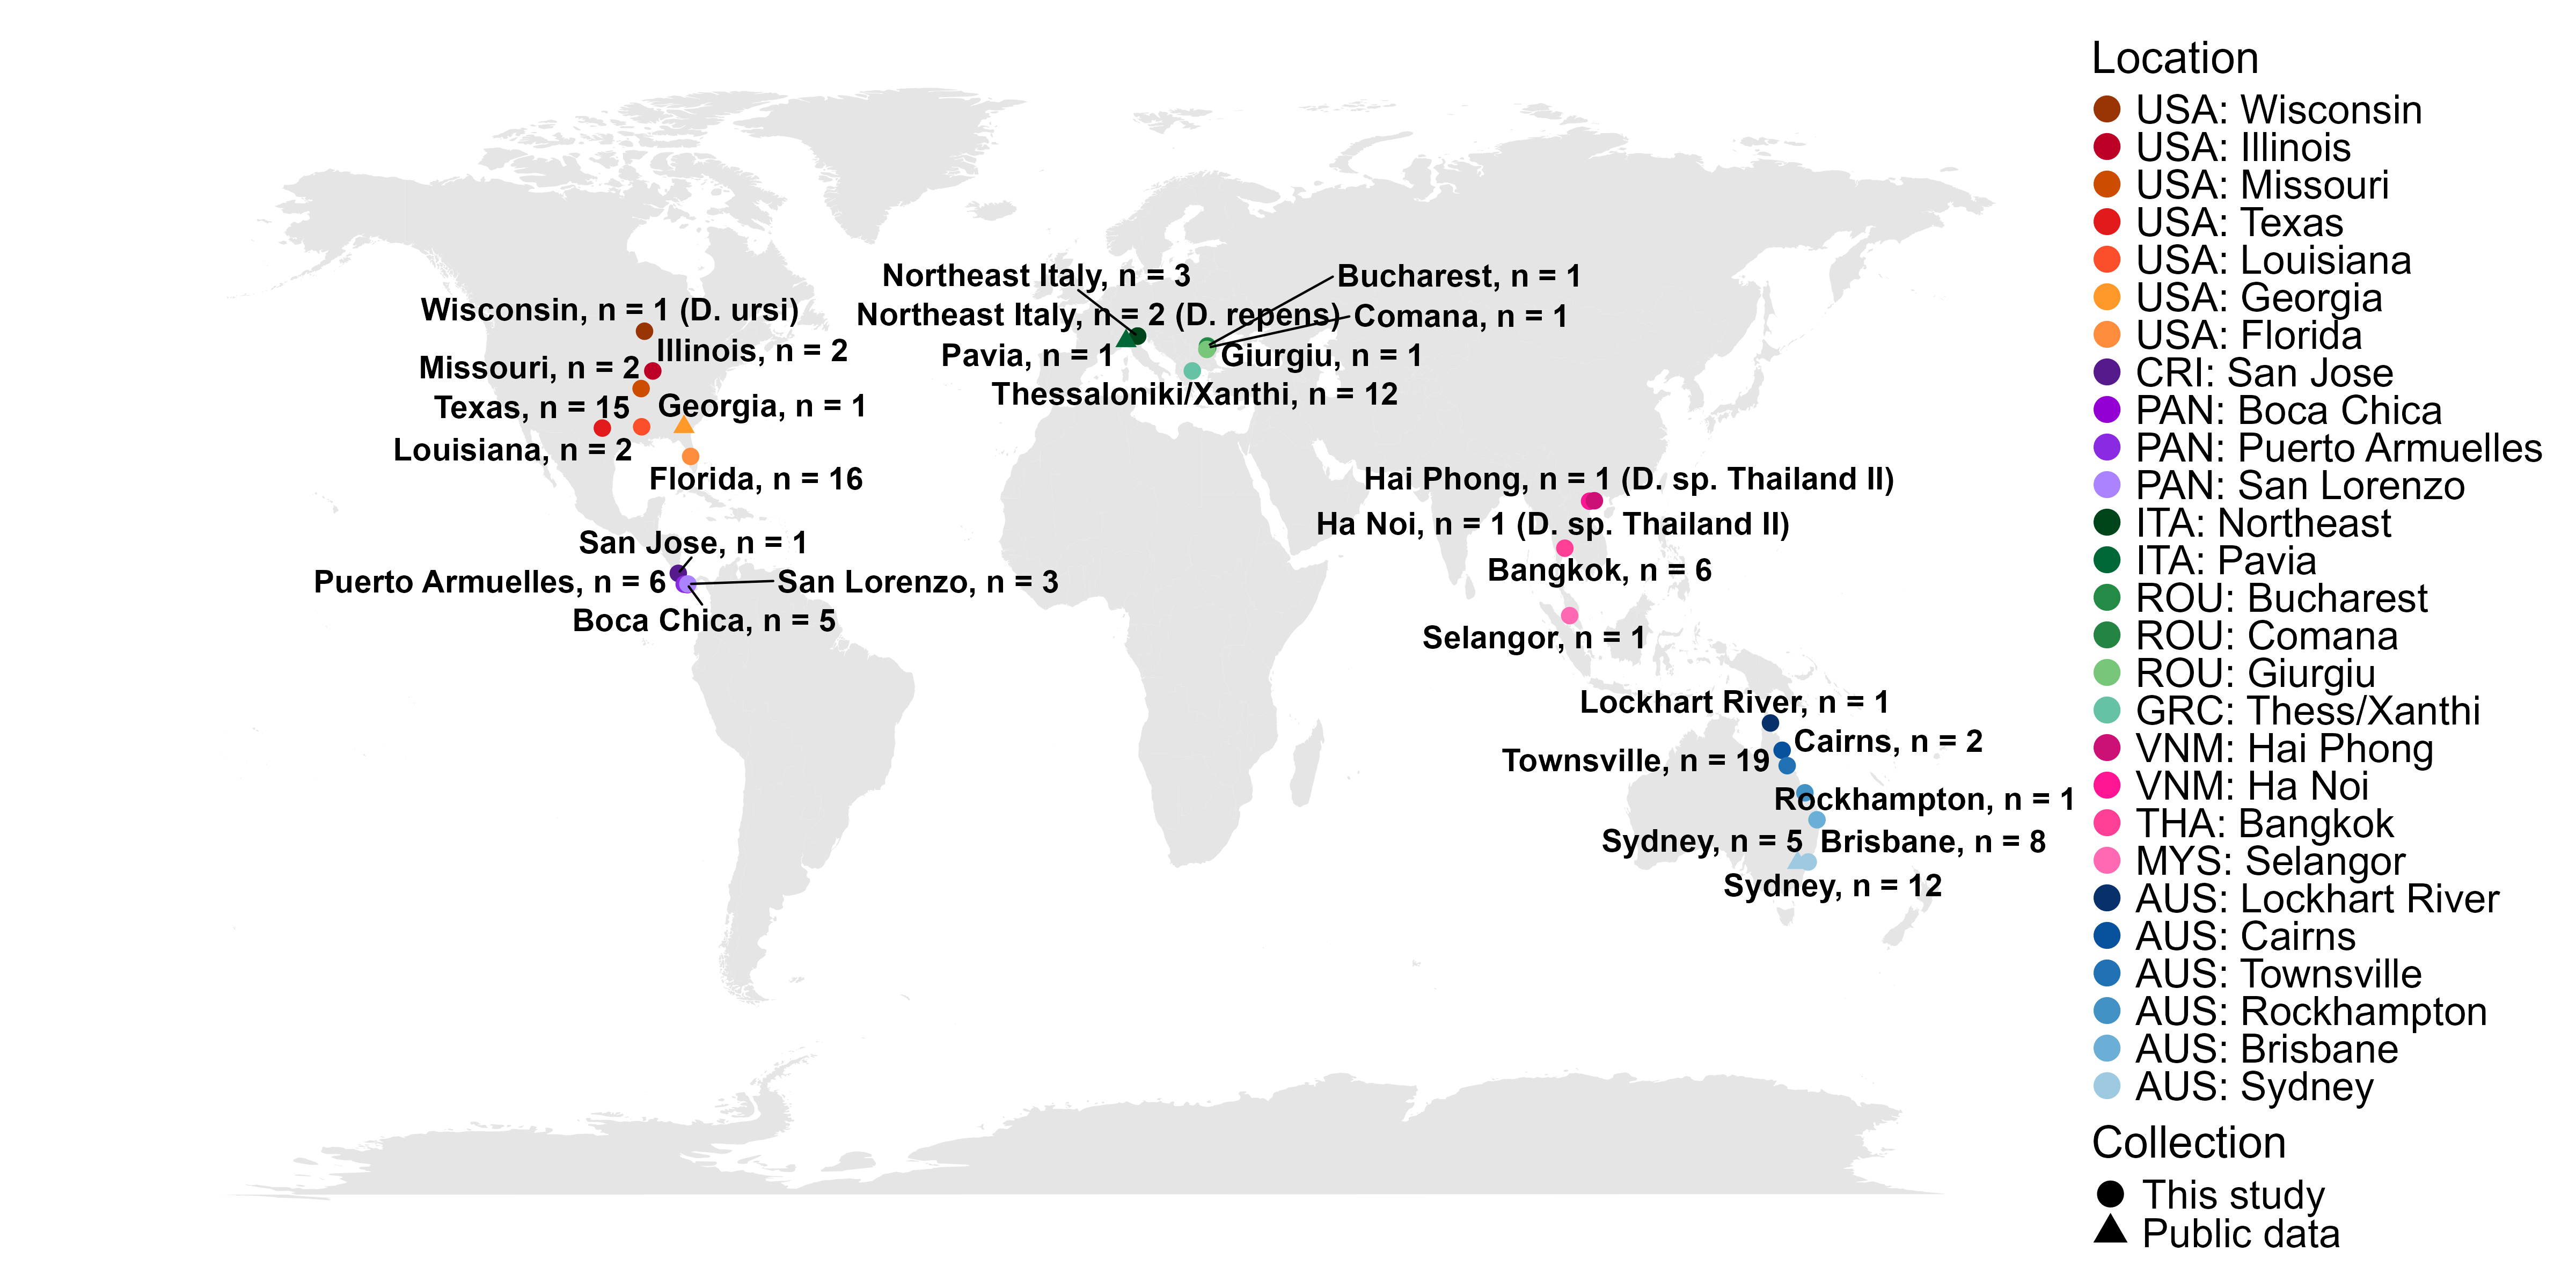 Wisconsin, n = 1 (D. ursi)
Illinois, n = 2
Missouri, n = 2
Texas, n = 15
Georgia, n = 1
Louisiana, n = 2
Florida, n = 16
San Jose, n = 1
Puerto Armuelles, n = 6
San Lorenzo, n = 3
Boca Chica, n = 5
Northeast Italy, n = 3
Northeast Italy, n = 2 (D. repens)
Pavia, n = 1
Bucharest, n = 1
Comana, n = 1
Giurgiu, n = 1
Thessaloniki/Xanthi, n = 12
Hai Phong, n = 1 (D. sp. Thailand II)
Ha Noi, n = 1 (D. sp. Thailand II)
Bangkok, n = 6
Selangor, n = 1
Lockhart River, n = 1
Cairns, n = 2
Townsville, n = 19
Rockhampton, n = 1
Sydney, n = 5
Brisbane, n = 8
Sydney, n = 12
Location
USA: Wisconsin
USA: Illinois
USA: Missouri
USA: Texas
USA: Louisiana
USA: Georgia
USA: Florida
CRI: San Jose
PAN: Boca Chica
PAN: Puerto Armuelles
PAN: San Lorenzo
ITA: Northeast
ITA: Pavia
ROU: Bucharest
ROU: Comana
ROU: Giurgiu
GRC: Thess/Xanthi
VNM: Hai Phong
VNM: Ha Noi
THA: Bangkok
MYS: Selangor
AUS: Lockhart River
AUS: Cairns
AUS: Townsville
AUS: Rockhampton
AUS: Brisbane
AUS: Sydney
Collection
This study
Public data